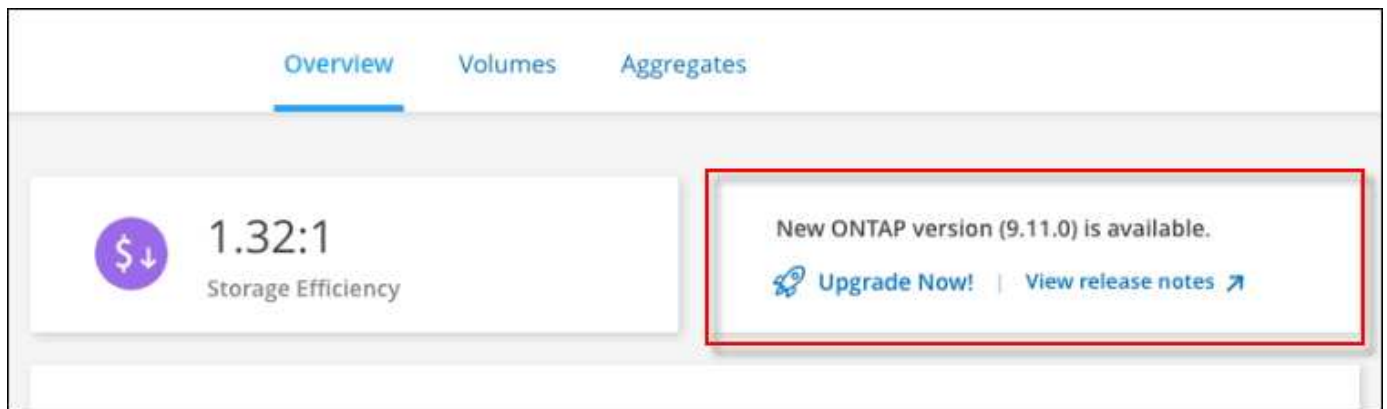 Overview Volumes Aggregates
1.32:1
Storage Efficiency
New ONTAP version (9.11.0) is available.
Upgrade Now! | View release notes